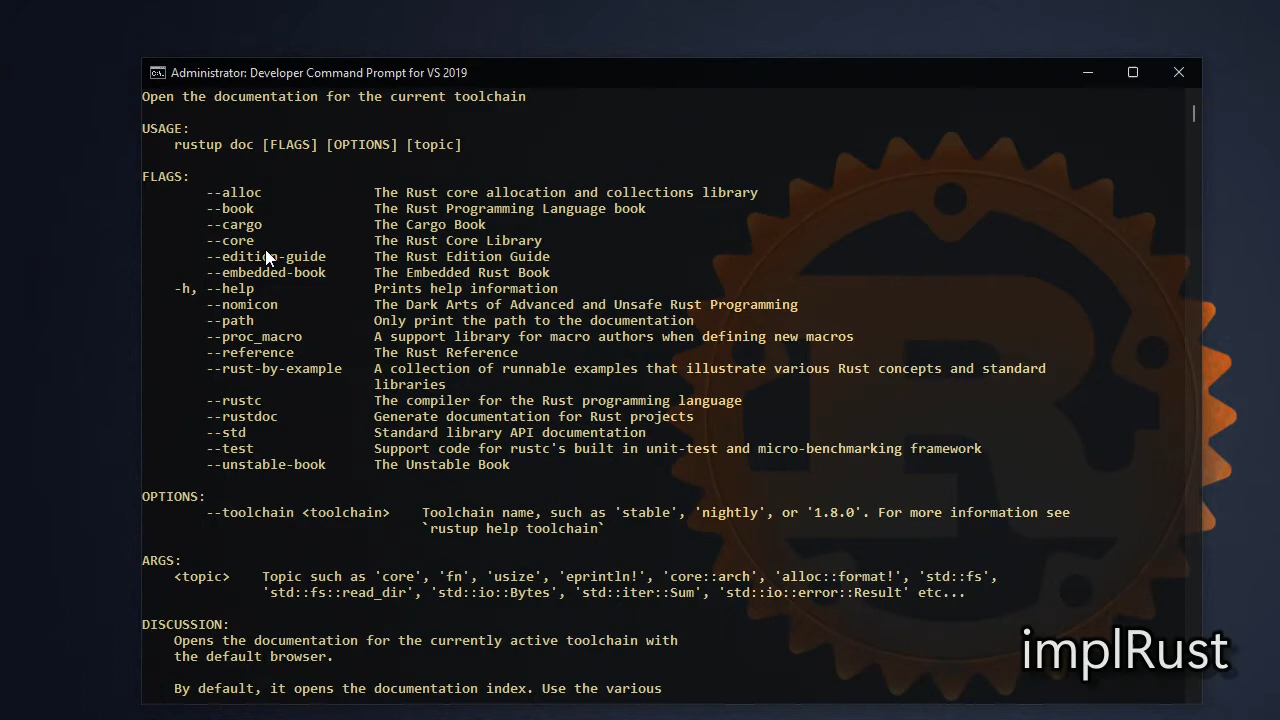 Administrator: Developer Command Prompt for VS 2019
Open the documentation for the current toolchain
USAGE:
rustup doc [FLAGS] [OPTIONS] [topic]
FLAGS:
--alloc The Rust core allocation and collections library
--book The Rust Programming Language book
--cargo The Cargo Book
--core The Rust Core Library
--edition-guide The Rust Edition Guide
--embedded-book The Embedded Rust Book
-h, --help Prints help information
--nomicon The Dark Arts of Advanced and Unsafe Rust Programming
--path Only print the path to the documentation
--proc_macro A support library for macro authors when defining new macros
--reference The Rust Reference
--rust-by-example A collection of runnable examples that illustrate various Rust concepts and standard
libraries
--rustc The compiler for the Rust programming language
--rustdoc Generate documentation for Rust projects
--std Standard library API documentation
--test Support code for rustc's built in unit-test and micro-benchmarking framework
--unstable-book The Unstable Book
OPTIONS:
--toolchain <toolchain> Toolchain name, such as 'stable', 'nightly', or '1.8.0'. For more information see
`rustup help toolchain`
ARGS:
<topic> Topic such as 'core', 'fn', 'usize', 'eprintln!', 'core::arch', 'alloc::format!', 'std::fs',
'std::fs::read_dir', 'std::io::Bytes', 'std::iter::Sum', 'std::io::error::Result' etc...
DISCUSSION:
Opens the documentation for the currently active toolchain with
the default browser.
By default, it opens the documentation index. Use the various
implRust